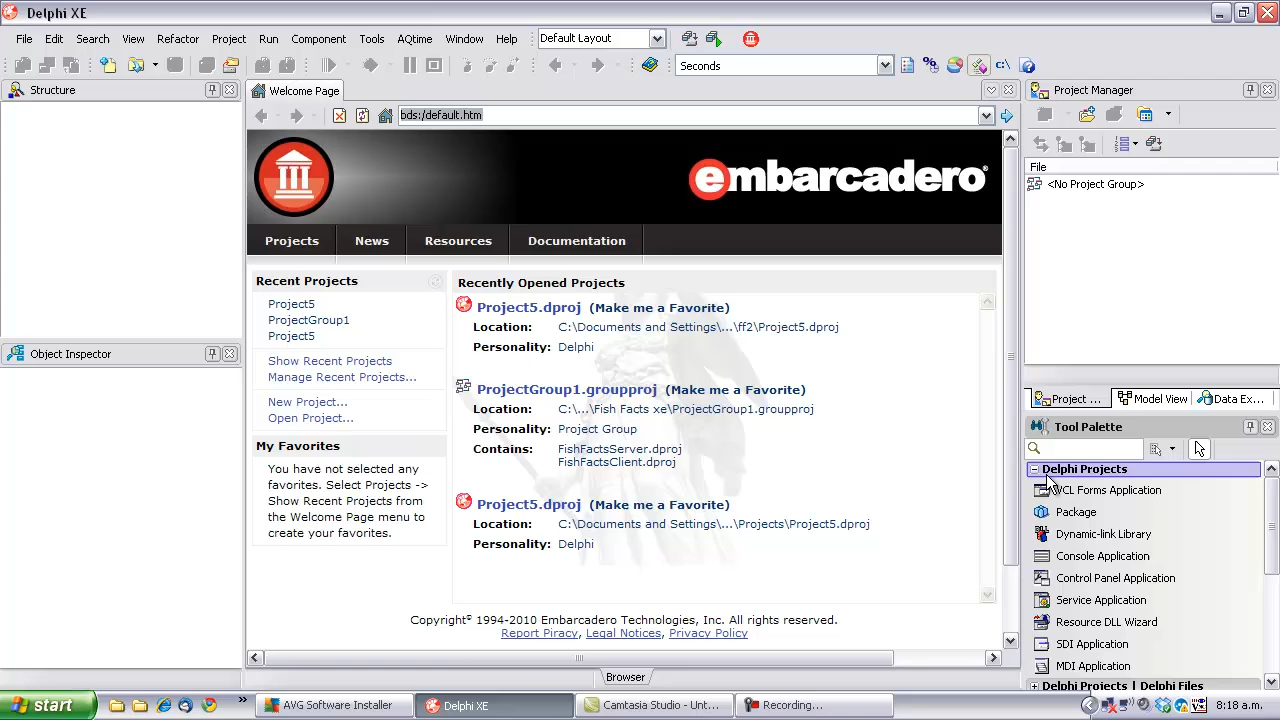 Delphi XE
File Edit Search View Refactor Project Run Component Tools AQtime Window Help Default Layout
Seconds
Structure
Welcome Page
Project Manager
bds:/default.htm
File
<No Project Group>
embarcadero®
Projects News Resources Documentation
Recent Projects
Project5
ProjectGroup1
Project5
Show Recent Projects
Manage Recent Projects...
New Project...
Open Project...
My Favorites
You have not selected any
favorites. Select Projects ->
Show Recent Projects from
the Welcome Page menu to
create your favorites.
Recently Opened Projects
Project5.dproj (Make me a Favorite)
Location: C:\Documents and Settings\...\ff2\Project5.dproj
Personality: Delphi
ProjectGroup1.groupproj (Make me a Favorite)
Location: C:\...\Fish Facts xe\ProjectGroup1.groupproj
Personality: Project Group
Contains: FishFactsServer.dproj
FishFactsClient.dproj
Project5.dproj (Make me a Favorite)
Location: C:\Documents and Settings\...\Projects\Project5.dproj
Personality: Delphi
Copyright© 1994-2010 Embarcadero Technologies, Inc. All rights reserved.
Report Piracy, Legal Notices, Privacy Policy
Browser
Object Inspector
Project ... Model View Data Ex...
Tool Palette
Delphi Projects
VCL Forms Application
Package
Dynamic-link Library
Console Application
Control Panel Application
Service Application
Resource DLL Wizard
SDI Application
MDI Application
Delphi Projects | Delphi Files
start
AVG Software Installer
Delphi XE
Camtasia Studio - Unt...
Recording...
8:18 a.m.